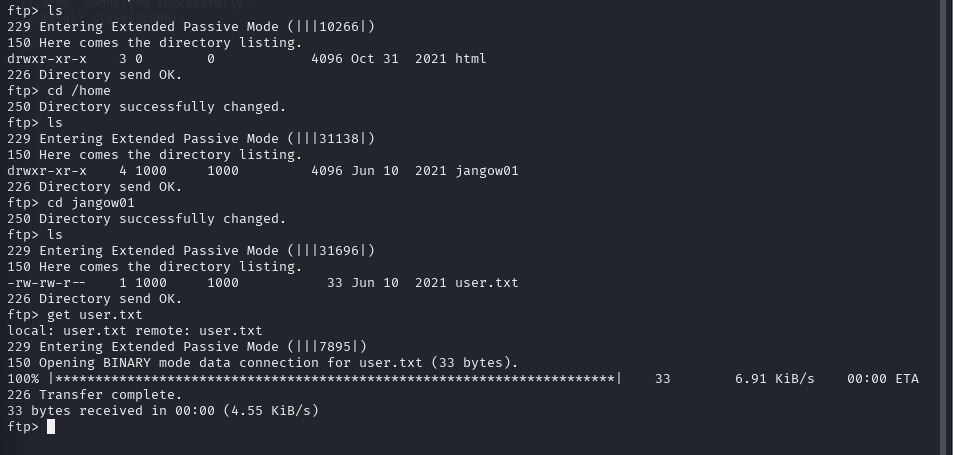 ftp> ls
229 Entering Extended Passive Mode (|||10266|)
150 Here comes the directory listing.
drwxr-xr-x    3 0        0            4096 Oct 31  2021 html
226 Directory send OK.
ftp> cd /home
250 Directory successfully changed.
ftp> ls
229 Entering Extended Passive Mode (|||31138|)
150 Here comes the directory listing.
drwxr-xr-x    4 1000     1000         4096 Jun 10  2021 jangow01
226 Directory send OK.
ftp> cd jangow01
250 Directory successfully changed.
ftp> ls
229 Entering Extended Passive Mode (|||31696|)
150 Here comes the directory listing.
-rw-rw-r--    1 1000     1000           33 Jun 10  2021 user.txt
226 Directory send OK.
ftp> get user.txt
local: user.txt remote: user.txt
229 Entering Extended Passive Mode (|||7895|)
150 Opening BINARY mode data connection for user.txt (33 bytes).
100% |***********************************************************************|    33        6.91 KiB/s    00:00 ETA
226 Transfer complete.
33 bytes received in 00:00 (4.55 KiB/s)
ftp>